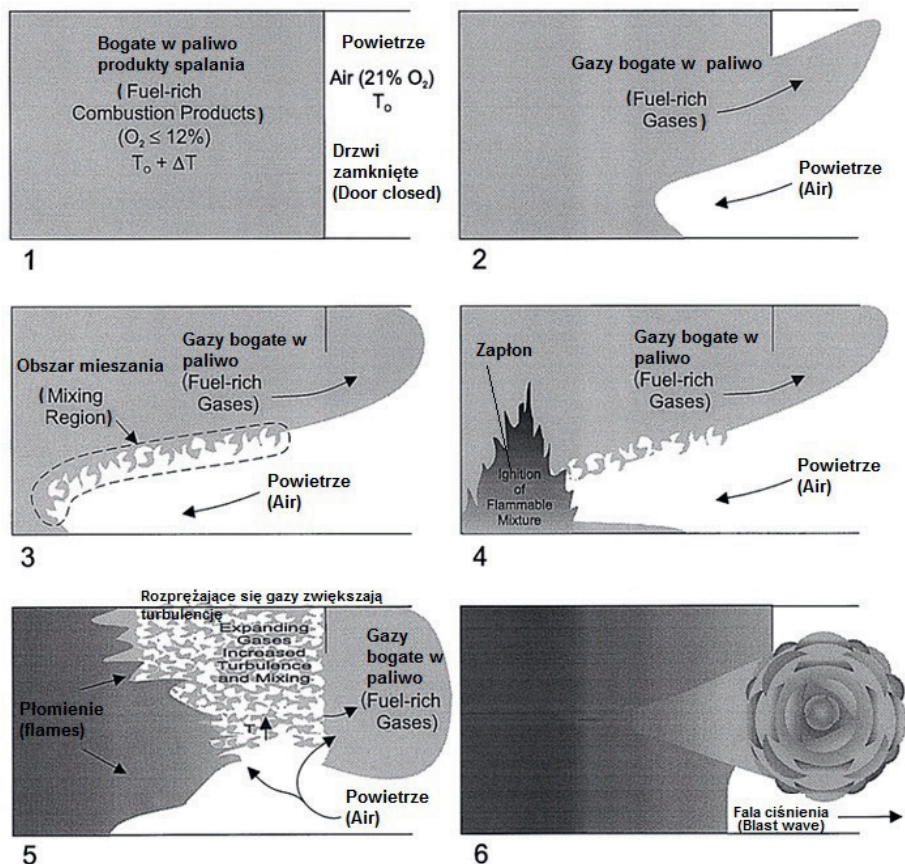 Bogate w paliwo
produkty spalania
(Fuel-rich
Combustion Products)
(O₂ ≤ 12%)
T₀ + ΔT
Powietrze
Air (21% O₂)
T₀
Drzwi
zamknięte
(Door closed)
1
Gazy bogate w paliwo
(Fuel-rich
Gases)
Powietrze
(Air)
2
Obszar mieszania
(Mixing
Region)
Gazy bogate w
paliwo
(Fuel-rich
Gases)
Powietrze
(Air)
3
Zapłon
Ignition
of
Flammable
Mixture
Gazy bogate w
paliwo
(Fuel-rich
Gases)
Powietrze
(Air)
4
Rozprężające się gazy zwiększają
turbulencję
Expanding
Gases
Increased
Turbulence
and Mixing
Płomienie
(flames)
Gazy
bogate w
paliwo
(Fuel-rich
Gases)
Powietrze
(Air)
5
Fala ciśnienia
(Blast wave)
6